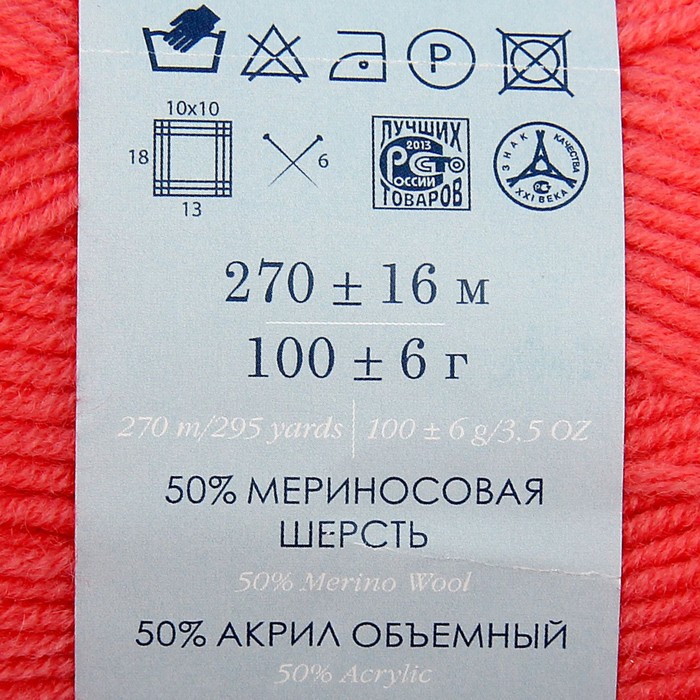 P
10x10
18
6
13
ЛУЧШИХ
2013
РОССИИ
ТОВАРОВ
ЗНАК КАЧЕСТВА
XXI ВЕКА
270 ± 16 м
100 ± 6 г
270 m/295 yards | 100 ± 6 g/3,5 OZ
50% МЕРИНОСОВАЯ
ШЕРСТЬ
50% Merino Wool
50% АКРИЛ ОБЪЕМНЫЙ
50% Acrylic